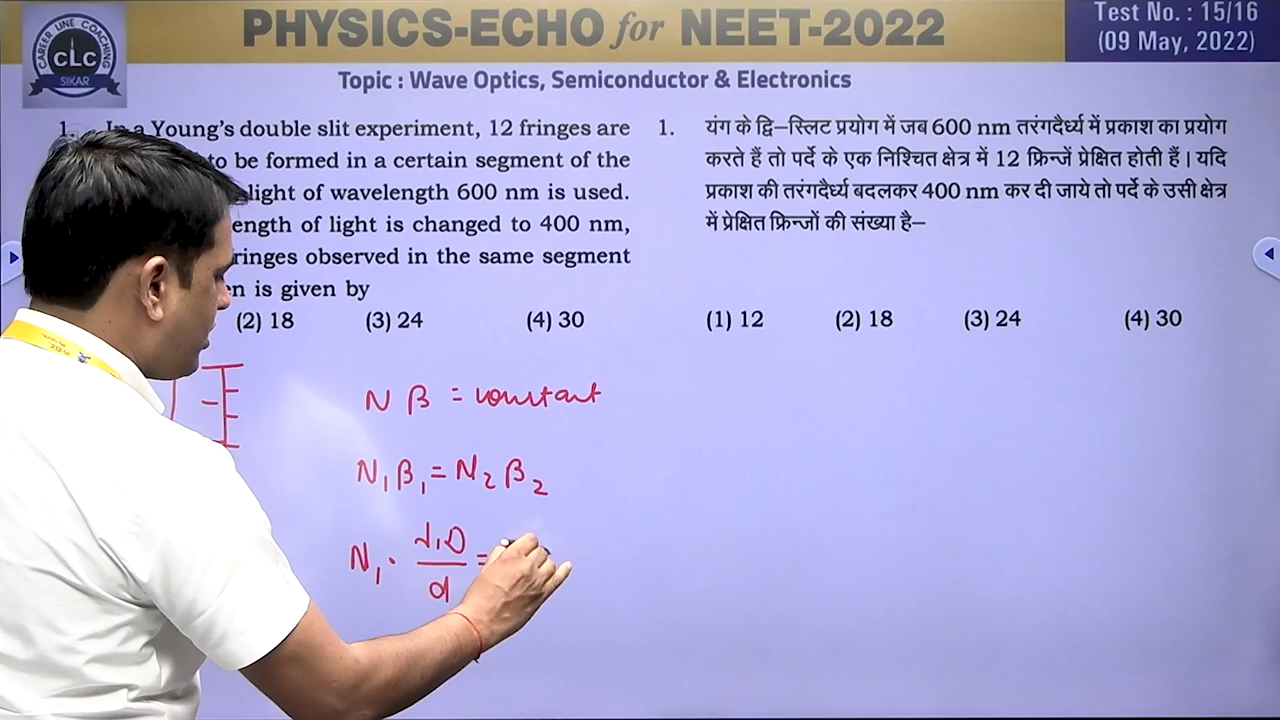 PHYSICS-ECHO for NEET-2022
Test No. : 15/16
(09 May, 2022)
CAREER LINE COACHING
CLC
SIKAR
Topic : Wave Optics, Semiconductor & Electronics
1. In a Young's double slit experiment, 12 fringes are
to be formed in a certain segment of the
light of wavelength 600 nm is used.
ength of light is changed to 400 nm,
ringes observed in the same segment
en is given by
(2) 18 (3) 24 (4) 30
1. यंग के द्वि–स्लिट प्रयोग में जब 600 nm तरंगदैर्ध्य में प्रकाश का प्रयोग
करते हैं तो पर्दे के एक निश्चित क्षेत्र में 12 फ्रिन्जें प्रेक्षित होती हैं। यदि
प्रकाश की तरंगदैर्ध्य बदलकर 400 nm कर दी जाये तो पर्दे के उसी क्षेत्र
में प्रेक्षित फ्रिन्जों की संख्या है–
(1) 12 (2) 18 (3) 24 (4) 30
N β = constant
N₁β₁ = N₂β₂
N₁ · λ₁D/d =